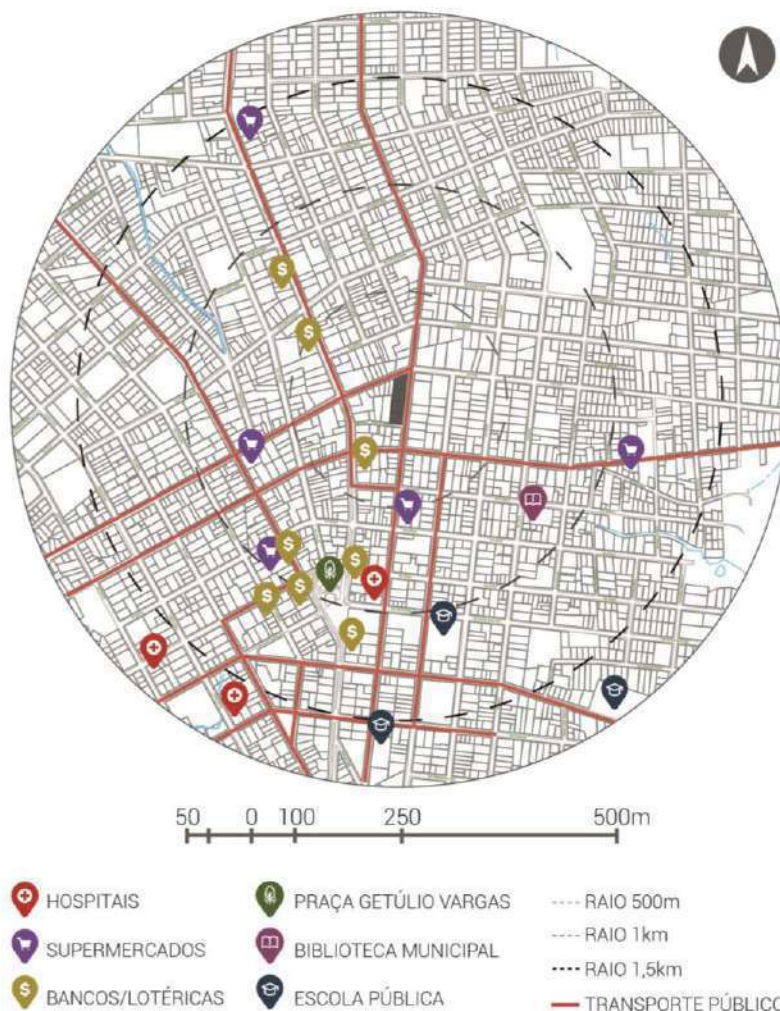 50 0 100 250 500m
HOSPITAIS
SUPERMERCADOS
BANCOS/LOTÉRICAS
PRAÇA GETÚLIO VARGAS
BIBLIOTECA MUNICIPAL
ESCOLA PÚBLICA
RAIO 500m
RAIO 1km
RAIO 1,5km
TRANSPORTE PÚBLICO